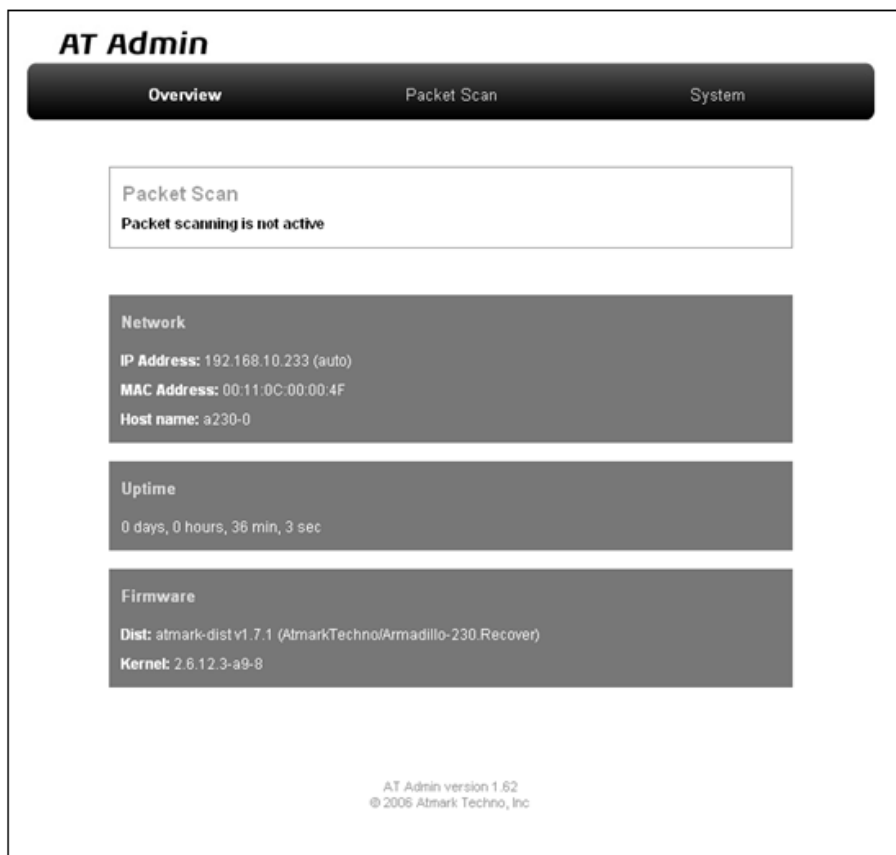 AT Admin
Overview Packet Scan System
Packet Scan
Packet scanning is not active
Network
IP Address: 192.168.10.233 (auto)
MAC Address: 00:11:0C:00:00:4F
Host name: a230-0
Uptime
0 days, 0 hours, 36 min, 3 sec
Firmware
Dist: atmark-dist v1.7.1 (AtmarkTechno/Armadillo-230.Recover)
Kernel: 2.6.12.3-a9-8
AT Admin version 1.62
© 2006 Atmark Techno, Inc